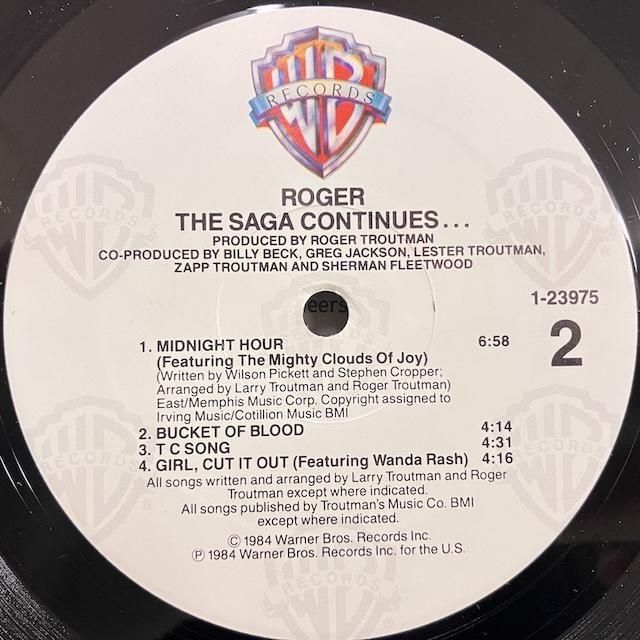 WB
RECORDS
ROGER
THE SAGA CONTINUES...
PRODUCED BY ROGER TROUTMAN
CO-PRODUCED BY BILLY BECK, GREG JACKSON, LESTER TROUTMAN,
ZAPP TROUTMAN AND SHERMAN FLEETWOOD
1-23975
2
1. MIDNIGHT HOUR 6:58
(Featuring The Mighty Clouds Of Joy)
(Written by Wilson Pickett and Stephen Cropper;
Arranged by Larry Troutman and Roger Troutman)
East/Memphis Music Corp. Copyright assigned to
Irving Music/Cotillion Music BMI
2. BUCKET OF BLOOD 4:14
3. T C SONG 4:31
4. GIRL, CUT IT OUT (Featuring Wanda Rash) 4:16
All songs written and arranged by Larry Troutman and Roger
Troutman except where indicated.
All songs published by Troutman's Music Co. BMI
except where indicated.
© 1984 Warner Bros. Records Inc.
℗ 1984 Warner Bros. Records Inc. for the U.S.